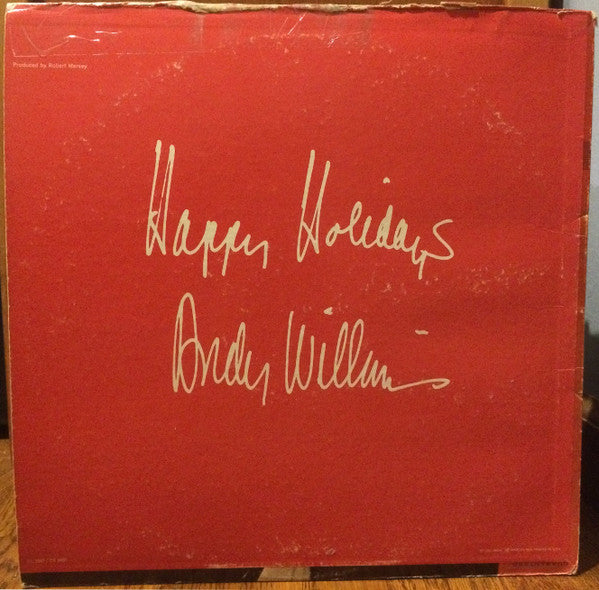 Produced by Robert Mersey
Happy Holidays
Andy Williams